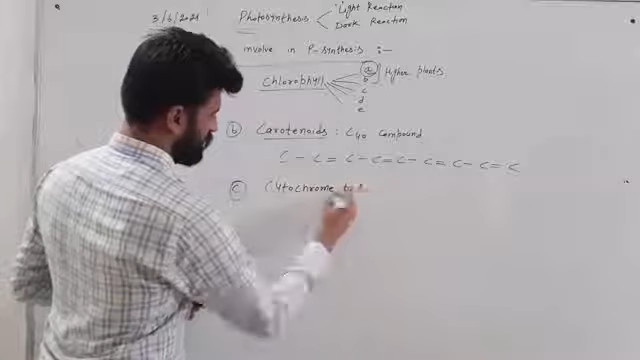 3/6/2021 Photosynthesis Light Reaction
Dark Reaction
involve in P-synthesis :-
Chlorophyll a Higher plants
b
c
d
e
(b) Carotenoids : C40 compound
C - C = C - C = C - C = C - C = C
(C) Cytochrome